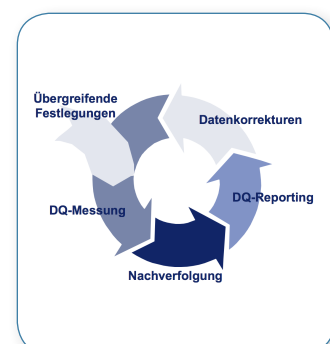 Übergreifende
Festlegungen
Datenkorrekturen
DQ-Reporting
DQ-Messung
Nachverfolgung